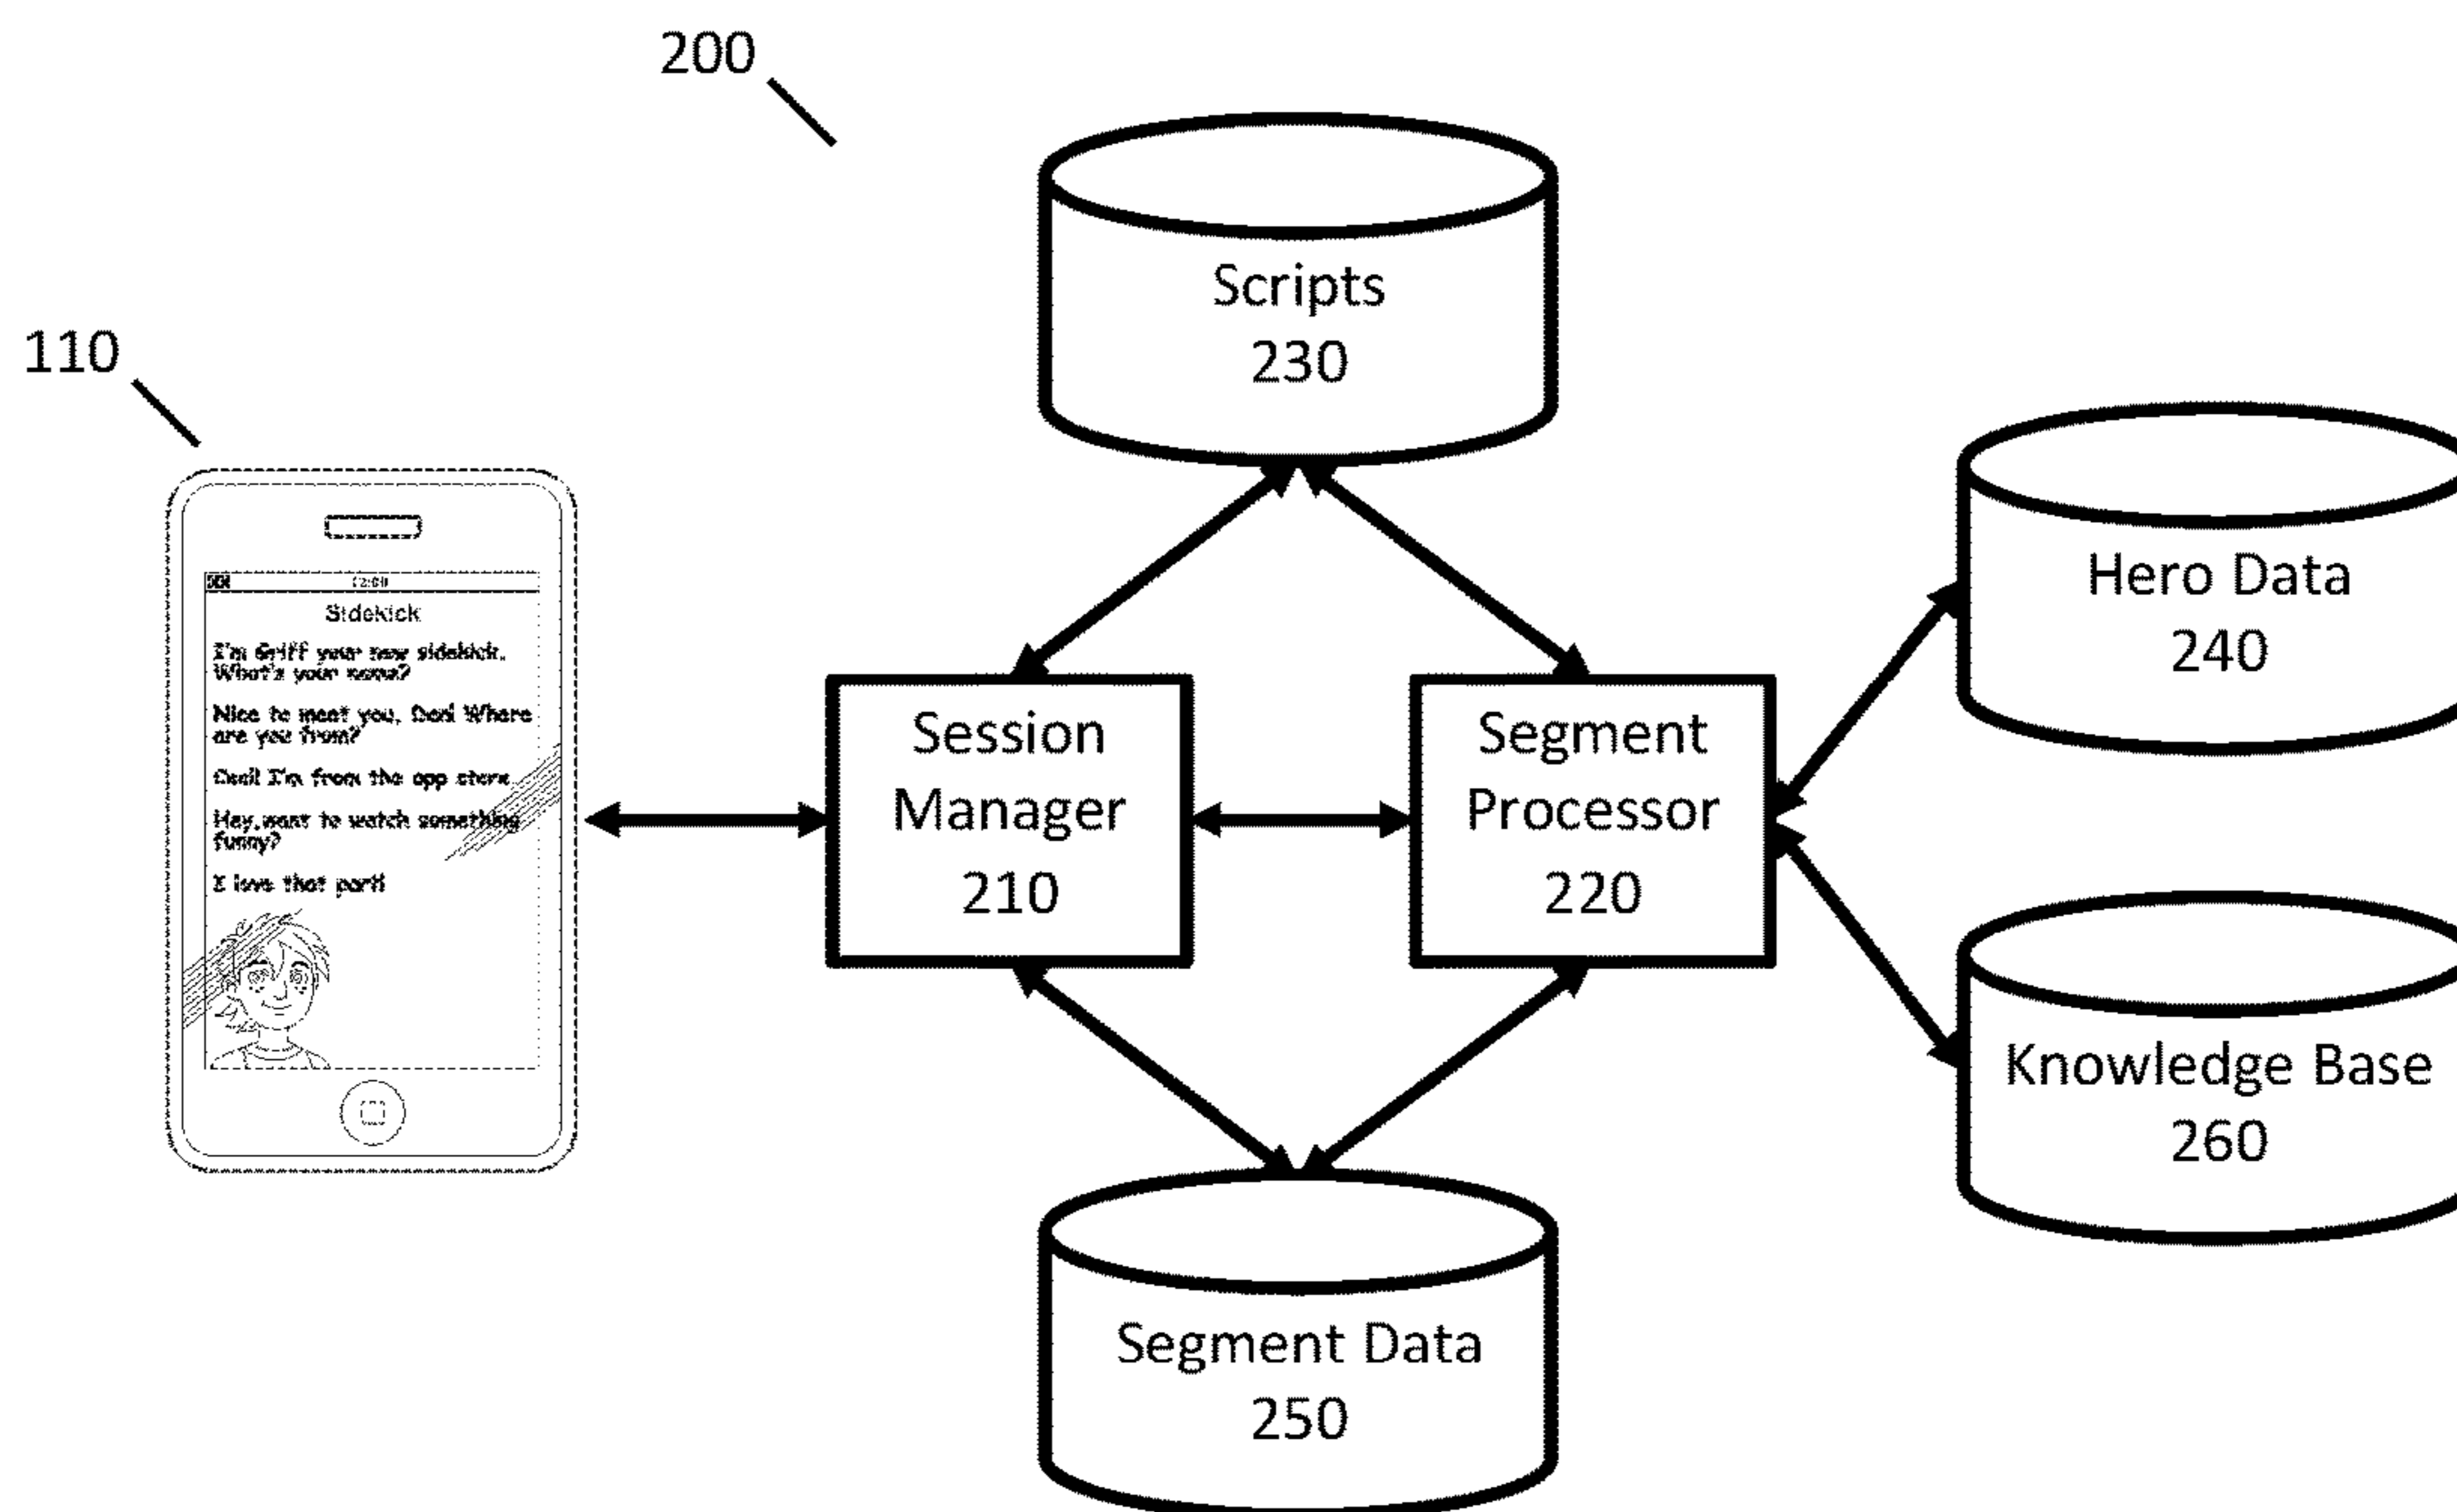 200
110
Scripts
230
Hero Data
240
Sidekick
I'm Griff your new sidekick.
What's your name?
Nice to meet you, Where
are you from?
I'm from the app store
Hey, want to watch something
funny?
I love that part!
Session
Manager
210
Segment
Processor
220
Knowledge Base
260
Segment Data
250